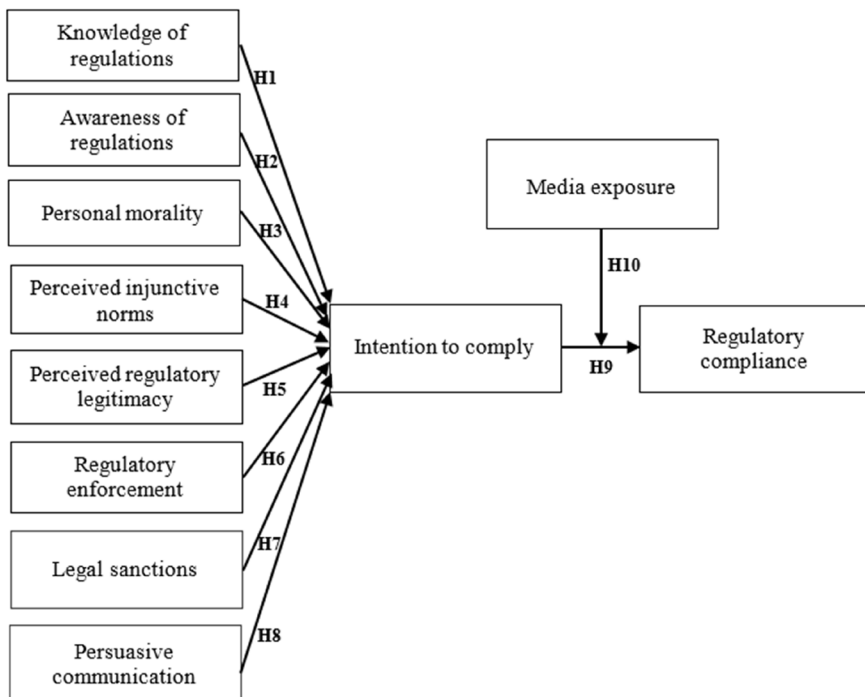 Knowledge of
regulations
H1
Awareness of
regulations
H2
Personal morality
H3
Perceived injunctive
norms
H4
Perceived regulatory
legitimacy
H5
Regulatory
enforcement
H6
Legal sanctions
H7
Persuasive
communication
H8
Intention to comply
Media exposure
H10
H9
Regulatory
compliance